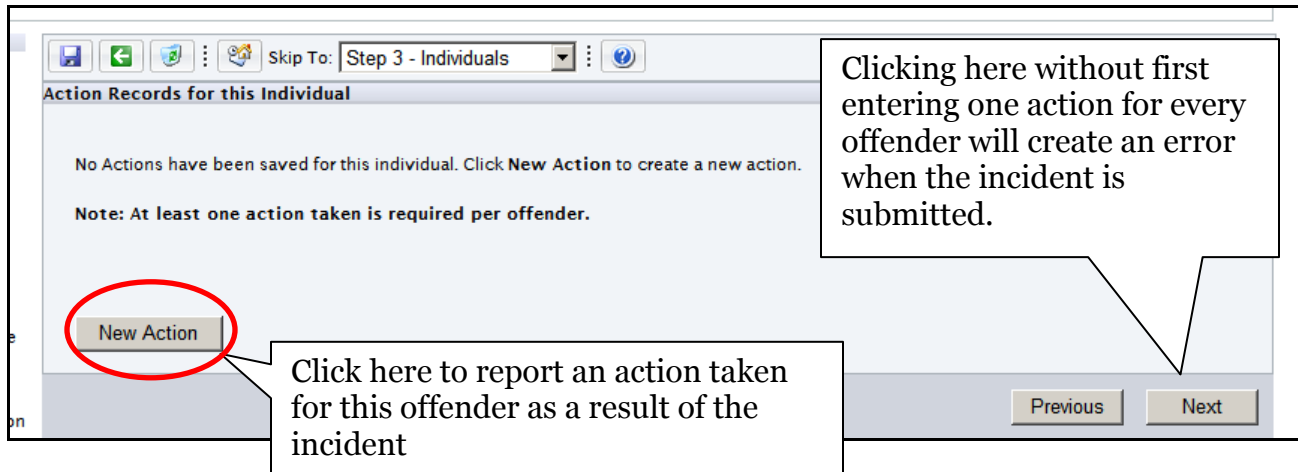 Skip To: Step 3 - Individuals
Action Records for this Individual
No Actions have been saved for this individual. Click New Action to create a new action.
Note: At least one action taken is required per offender.
Clicking here without first
entering one action for every
offender will create an error
when the incident is
submitted.
e
New Action
Click here to report an action taken
for this offender as a result of the
incident
Previous
Next
on